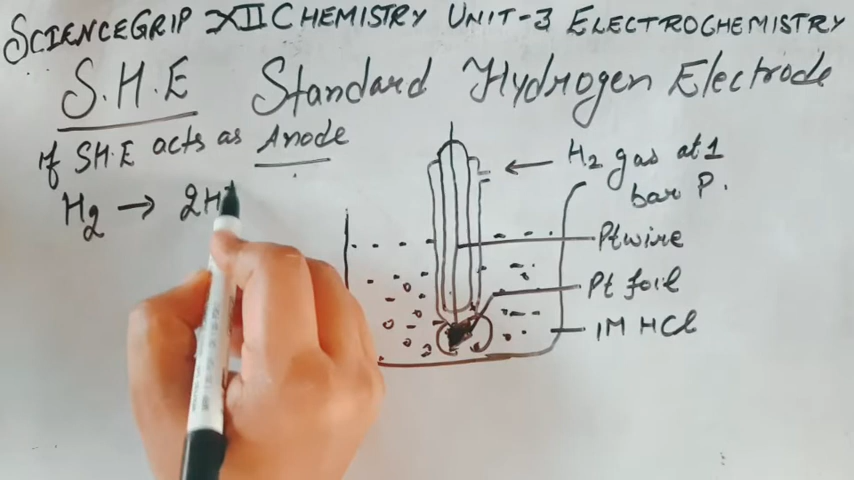 SCIENCEGRIP XII CHEMISTRY UNIT-3 ELECTROCHEMISTRY
S.H.E Standard Hydrogen Electrode
If SH.E acts as Anode
H2 → 2H
H2 gas at 1
bar P.
Pt wire
Pt foil
1M HCl